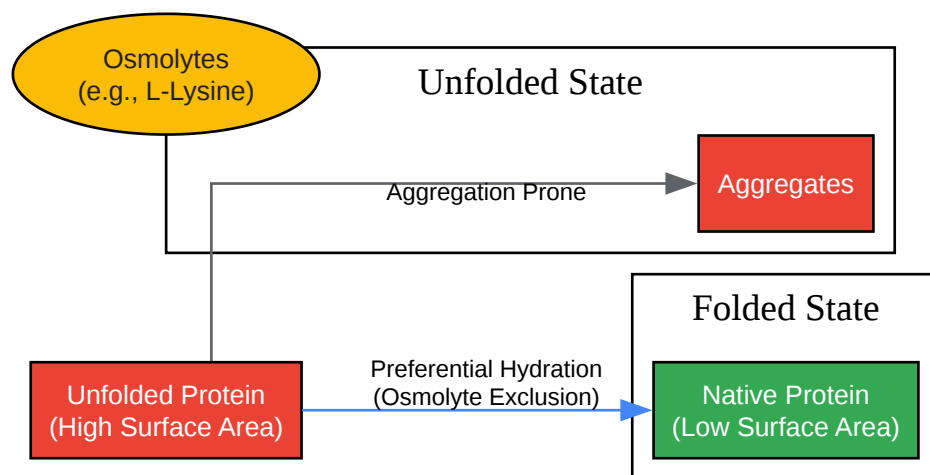 Osmolytes
(e.g., L-Lysine)
Unfolded State
Aggregation Prone
Aggregates
Folded State
Unfolded Protein
(High Surface Area)
Preferential Hydration
(Osmolyte Exclusion)
Native Protein
(Low Surface Area)